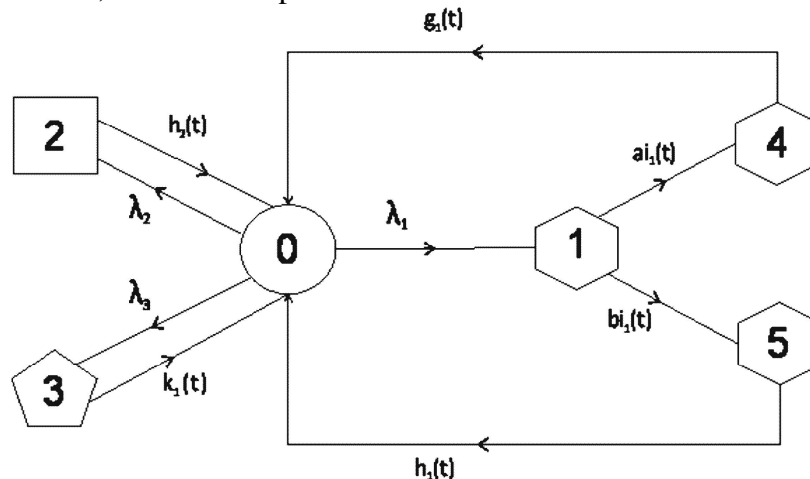 g₁(t)
2
h₂(t)
4
ai₁(t)
λ₂
λ₁
0
1
λ₃
bi₁(t)
5
3
k₁(t)
h₁(t)